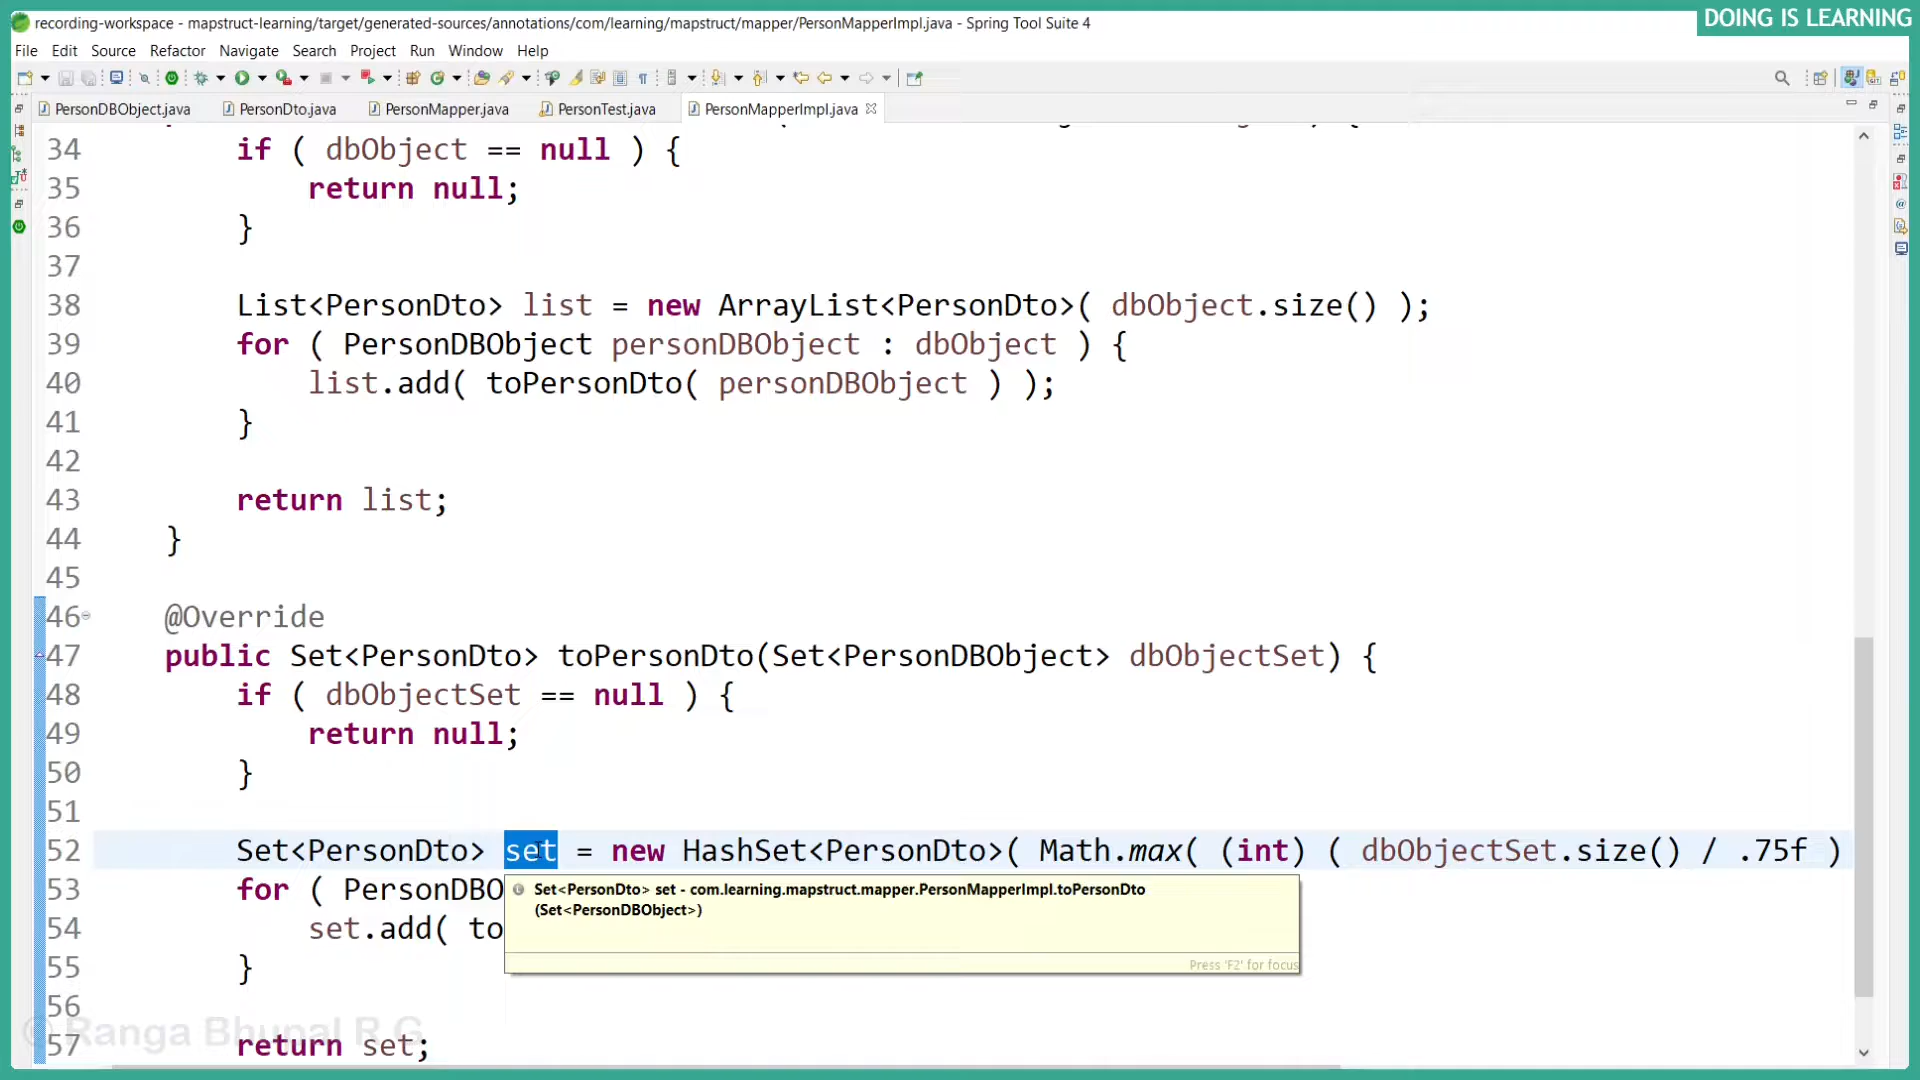 DOING IS LEARNING
recording-workspace - mapstruct-learning/target/generated-sources/annotations/com/learning/mapstruct/mapper/PersonMapperImpl.java - Spring Tool Suite 4
File Edit Source Refactor Navigate Search Project Run Window Help
PersonDBObject.java PersonDto.java PersonMapper.java PersonTest.java PersonMapperImpl.java
34 if ( dbObject == null ) {
35 return null;
36 }
37
38 List<PersonDto> list = new ArrayList<PersonDto>( dbObject.size() );
39 for ( PersonDBObject personDBObject : dbObject ) {
40 list.add( toPersonDto( personDBObject ) );
41 }
42
43 return list;
44 }
45
46 @Override
47 public Set<PersonDto> toPersonDto(Set<PersonDBObject> dbObjectSet) {
48 if ( dbObjectSet == null ) {
49 return null;
50 }
51
52 Set<PersonDto> set = new HashSet<PersonDto>( Math.max( (int) ( dbObjectSet.size() / .75f )
53 for ( PersonDBO
54 set.add( to
Set<PersonDto> set - com.learning.mapstruct.mapper.PersonMapperImpl.toPersonDto
(Set<PersonDBObject>)
Press 'F2' for focus
55 }
56
© Ranga Bhupal R G
57 return set;